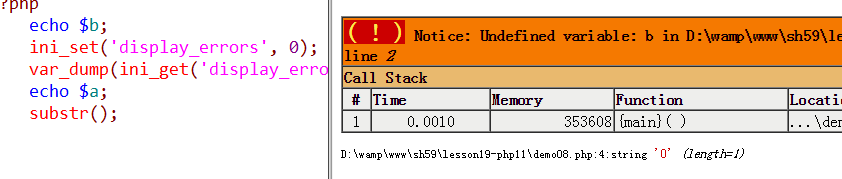 ?php
echo $b;
ini_set('display_errors', 0);
var_dump(ini_get('display_erro
echo $a;
substr();
( ! ) Notice: Undefined variable: b in D:\wamp\www\sh59\le
line 2
Call Stack
# Time Memory Function Locatio
1 0.0010 353608 {main}( ) ...\dem
D:\wamp\www\sh59\lesson19-php11\demo08.php:4:string '0' (length=1)